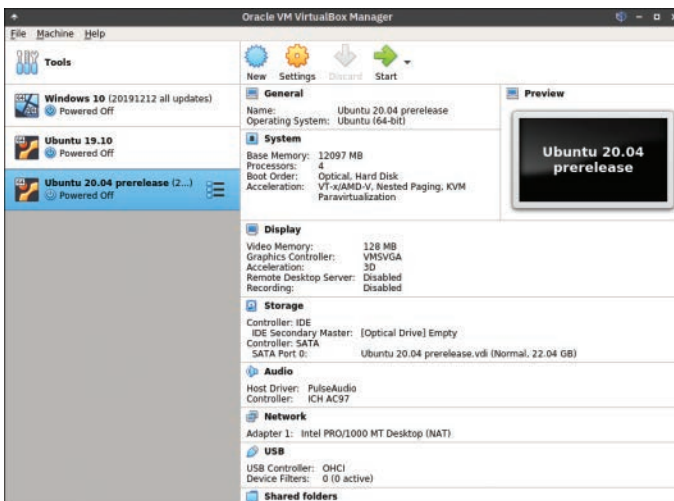 Oracle VM VirtualBox Manager
File Machine Help
Tools
Windows 10 (20191212 all updates)
Powered Off
Ubuntu 19.10
Powered Off
Ubuntu 20.04 prerelease (2...)
Powered Off
New Settings Discard Start
General
Name: Ubuntu 20.04 prerelease
Operating System: Ubuntu (64-bit)
System
Base Memory: 12097 MB
Processors: 4
Boot Order: Optical, Hard Disk
Acceleration: VT-x/AMD-V, Nested Paging, KVM
Paravirtualization
Preview
Ubuntu 20.04
prerelease
Display
Video Memory: 128 MB
Graphics Controller: VMSVGA
Acceleration: 3D
Remote Desktop Server: Disabled
Recording: Disabled
Storage
Controller: IDE
IDE Secondary Master: [Optical Drive] Empty
Controller: SATA
SATA Port 0: Ubuntu 20.04 prerelease.vdi (Normal, 22.04 GB)
Audio
Host Driver: PulseAudio
Controller: ICH AC97
Network
Adapter 1: Intel PRO/1000 MT Desktop (NAT)
USB
USB Controller: OHCI
Device Filters: 0 (0 active)
Shared folders